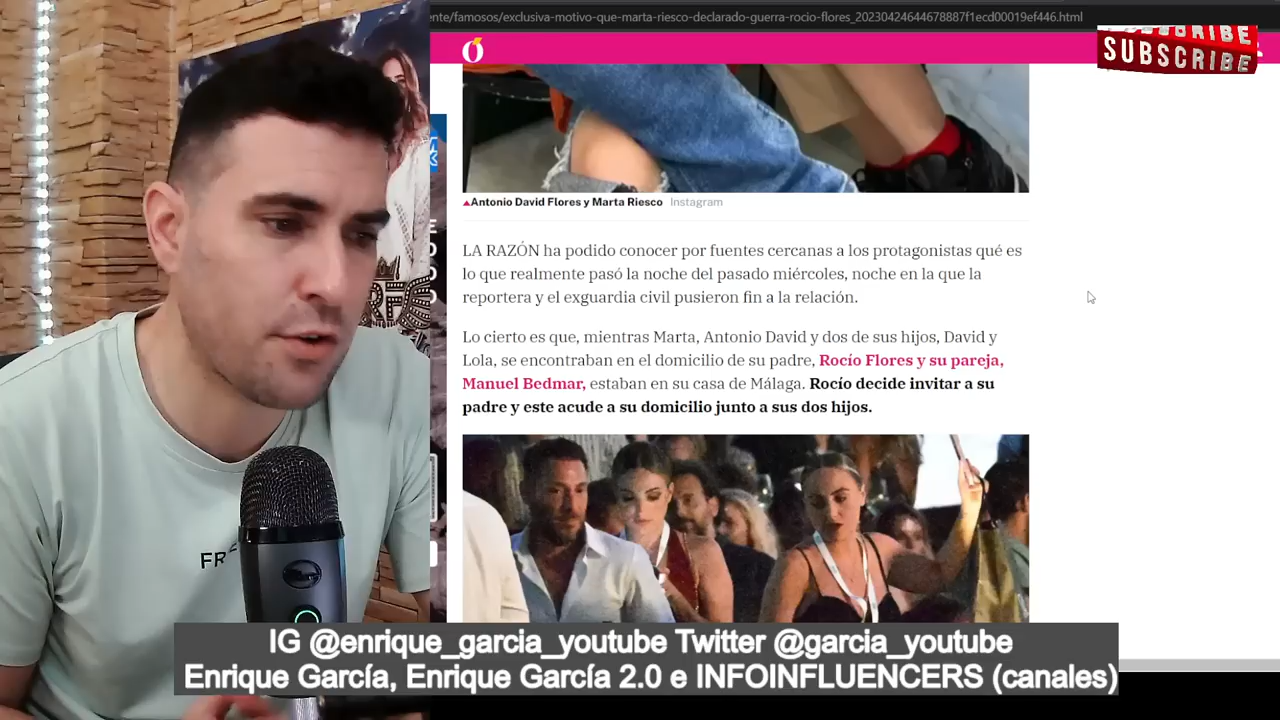 ente/famosos/exclusiva-motivo-que-marta-riesco-declarado-guerra-rocio-flores_20230424644678887f1ecd00019ef446.html
SUBSCRIBE
Antonio David Flores y Marta Riesco Instagram
LA RAZÓN ha podido conocer por fuentes cercanas a los protagonistas qué es
lo que realmente pasó la noche del pasado miércoles, noche en la que la
reportera y el exguardia civil pusieron fin a la relación.
Lo cierto es que, mientras Marta, Antonio David y dos de sus hijos, David y
Lola, se encontraban en el domicilio de su padre, Rocío Flores y su pareja,
Manuel Bedmar, estaban en su casa de Málaga. Rocío decide invitar a su
padre y este acude a su domicilio junto a sus dos hijos.
IG @enrique_garcia_youtube Twitter @garcia_youtube
Enrique García, Enrique García 2.0 e INFOINFLUENCERS (canales)